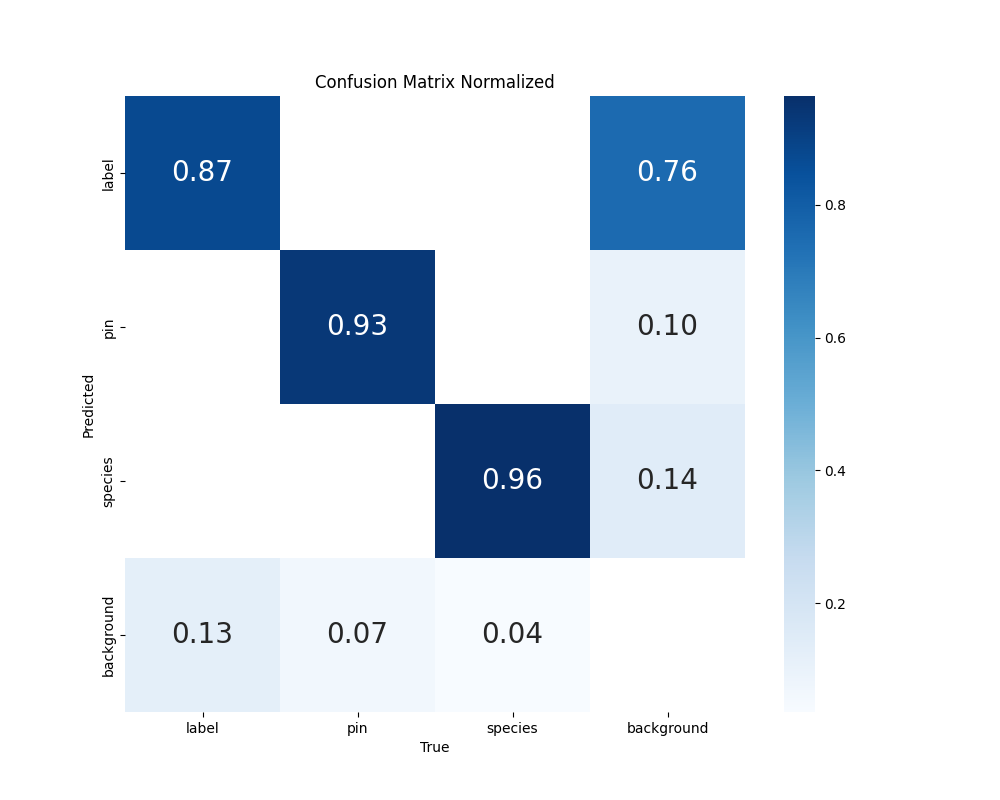 Confusion Matrix Normalized
label
0.87
0.76
0.8
pin
0.93
0.10
0.6
Predicted
species
0.96
0.14
0.4
background
0.13
0.07
0.04
0.2
label
pin
species
background
True